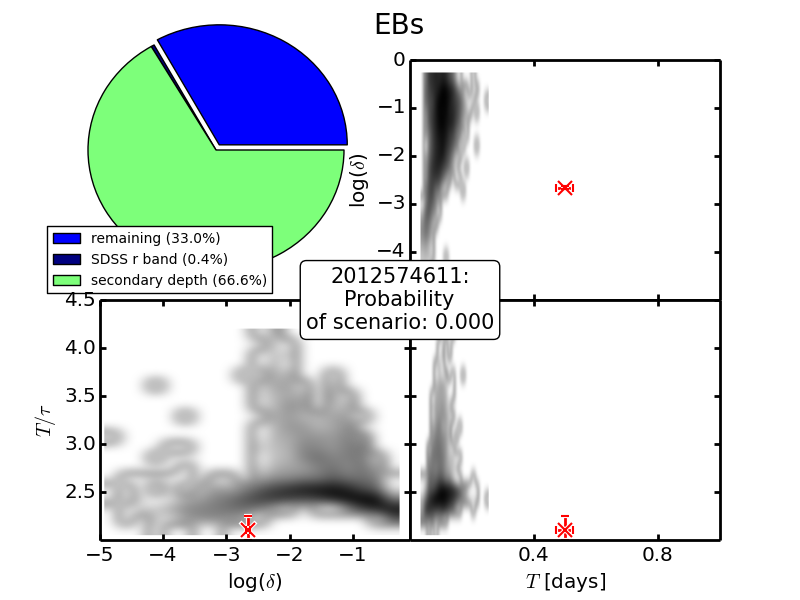 EBs
remaining (33.0%)
SDSS r band (0.4%)
secondary depth (66.6%)
log(δ)
0
−1
−2
−3
−4
2012574611:
Probability
of scenario: 0.000
T/τ
4.5
4.0
3.5
3.0
2.5
−5 −4 −3 −2 −1
log(δ)
0.4 0.8
T [days]